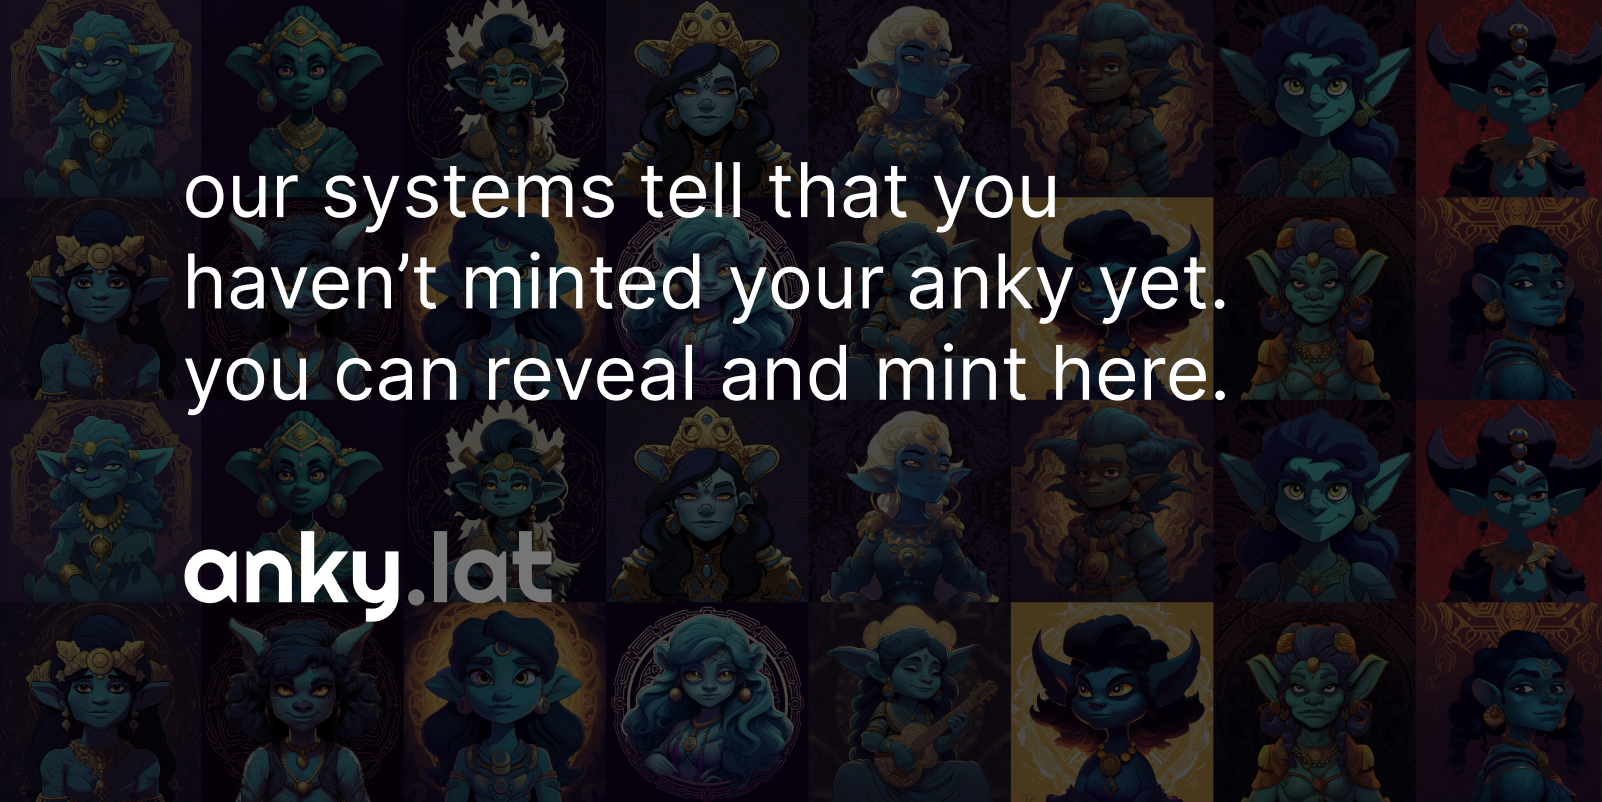 our systems tell that you
haven’t minted your anky yet.
you can reveal and mint here.
anky.lat